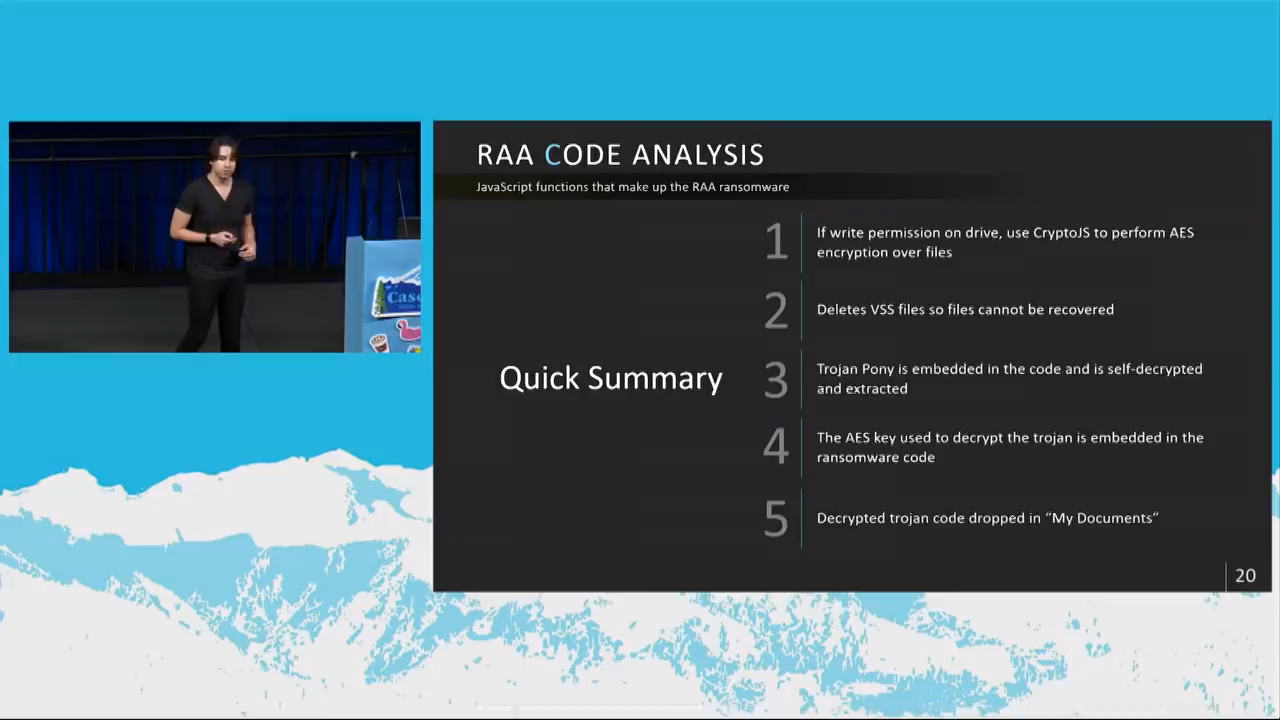 RAA CODE ANALYSIS
JavaScript functions that make up the RAA ransomware
Quick Summary
1
If write permission on drive, use CryptoJS to perform AES
encryption over files
2
Deletes VSS files so files cannot be recovered
3
Trojan Pony is embedded in the code and is self-decrypted
and extracted
4
The AES key used to decrypt the trojan is embedded in the
ransomware code
5
Decrypted trojan code dropped in “My Documents”
20
Casc